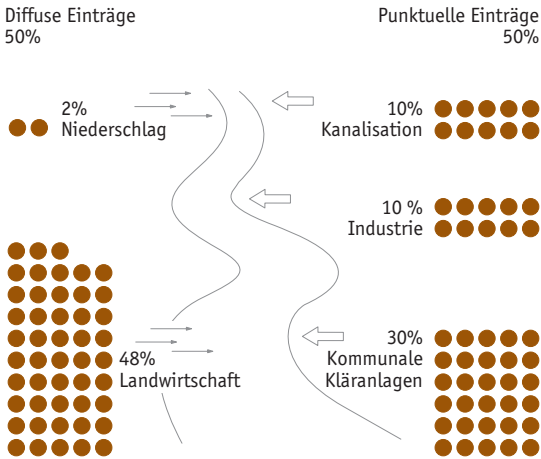 Diffuse Einträge
50%
Punktuelle Einträge
50%
2%
Niederschlag
10%
Kanalisation
10 %
Industrie
48%
Landwirtschaft
30%
Kommunale
Kläranlagen